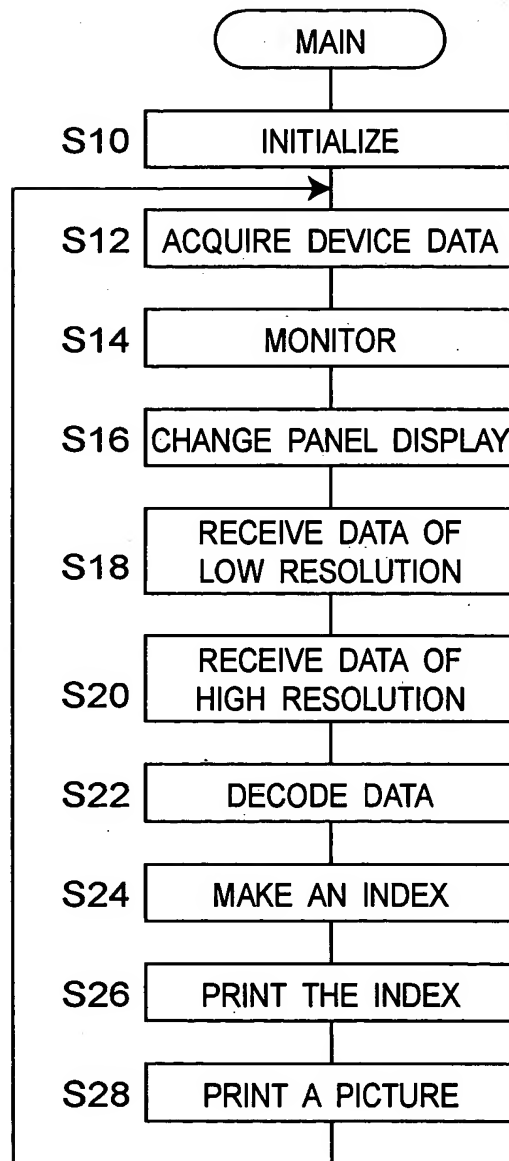 MAIN
S10 INITIALIZE
S12 ACQUIRE DEVICE DATA
S14 MONITOR
S16 CHANGE PANEL DISPLAY
S18 RECEIVE DATA OF
LOW RESOLUTION
S20 RECEIVE DATA OF
HIGH RESOLUTION
S22 DECODE DATA
S24 MAKE AN INDEX
S26 PRINT THE INDEX
S28 PRINT A PICTURE